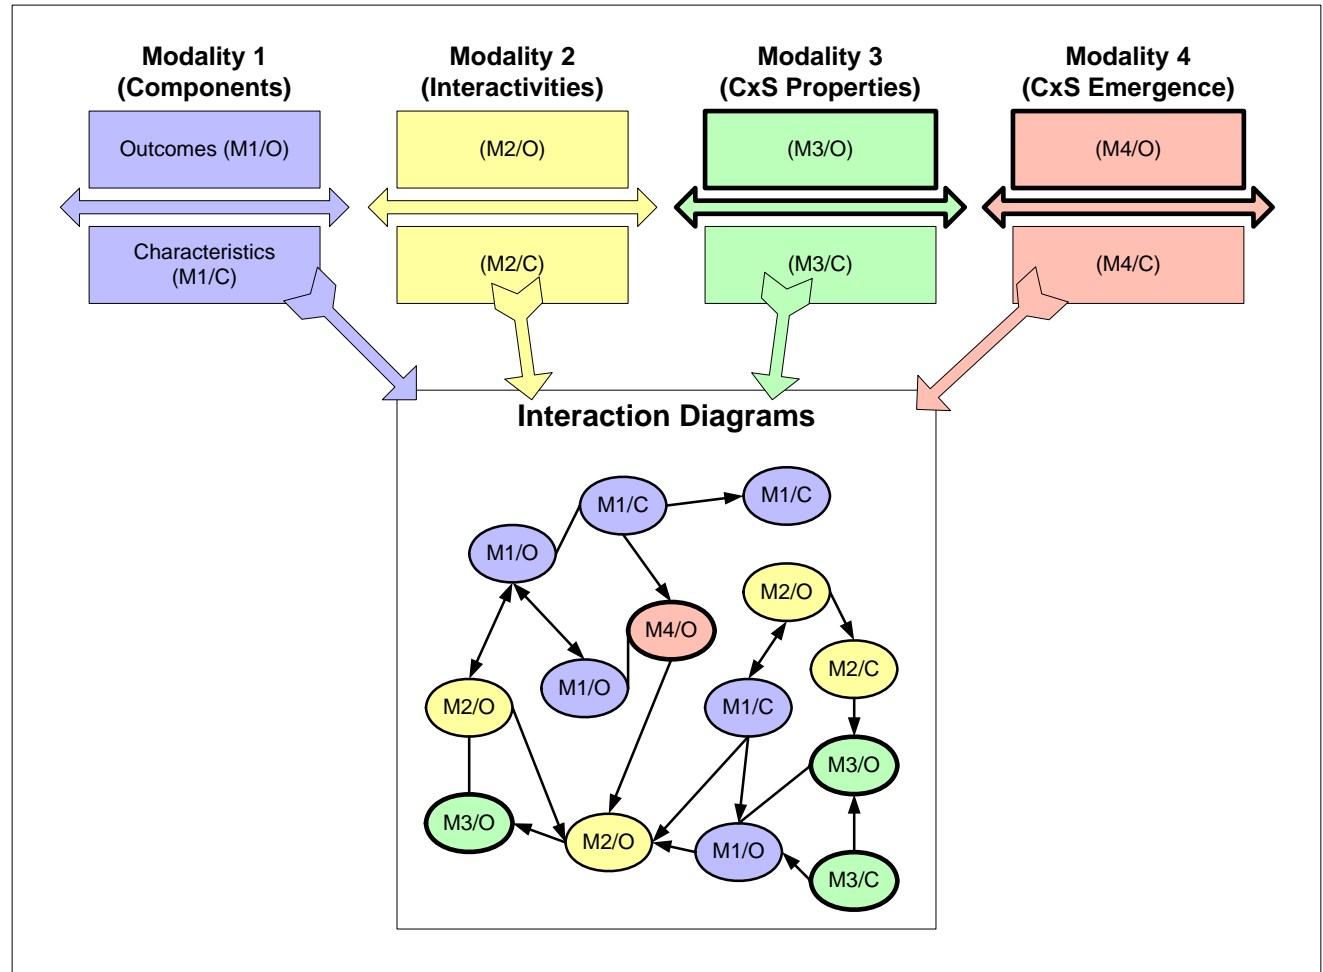 Modality 1
(Components)
Modality 2
(Interactivities)
Modality 3
(CxS Properties)
Modality 4
(CxS Emergence)
Outcomes (M1/O)
(M2/O)
(M3/O)
(M4/O)
Characteristics
(M1/C)
(M2/C)
(M3/C)
(M4/C)
Interaction Diagrams
M1/C
M1/C
M1/O
M2/O
M4/O
M2/C
M1/O
M2/O
M1/C
M3/O
M3/O
M2/O
M1/O
M3/C